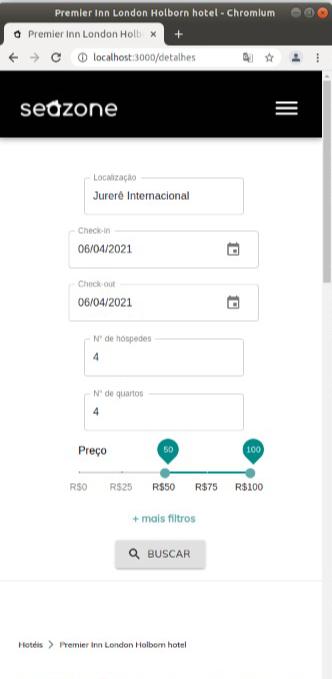 Premier Inn London Holborn hotel - Chromium
Premier Inn London Holb
localhost:3000/detalhes
seazone
Localização
Jurerê Internacional
Check-in
06/04/2021
Check-out
06/04/2021
N° de hóspedes
4
N° de quartos
4
Preço
50
100
R$0 R$25 R$50 R$75 R$100
+ mais filtros
BUSCAR
Hotéis > Premier Inn London Holborn hotel